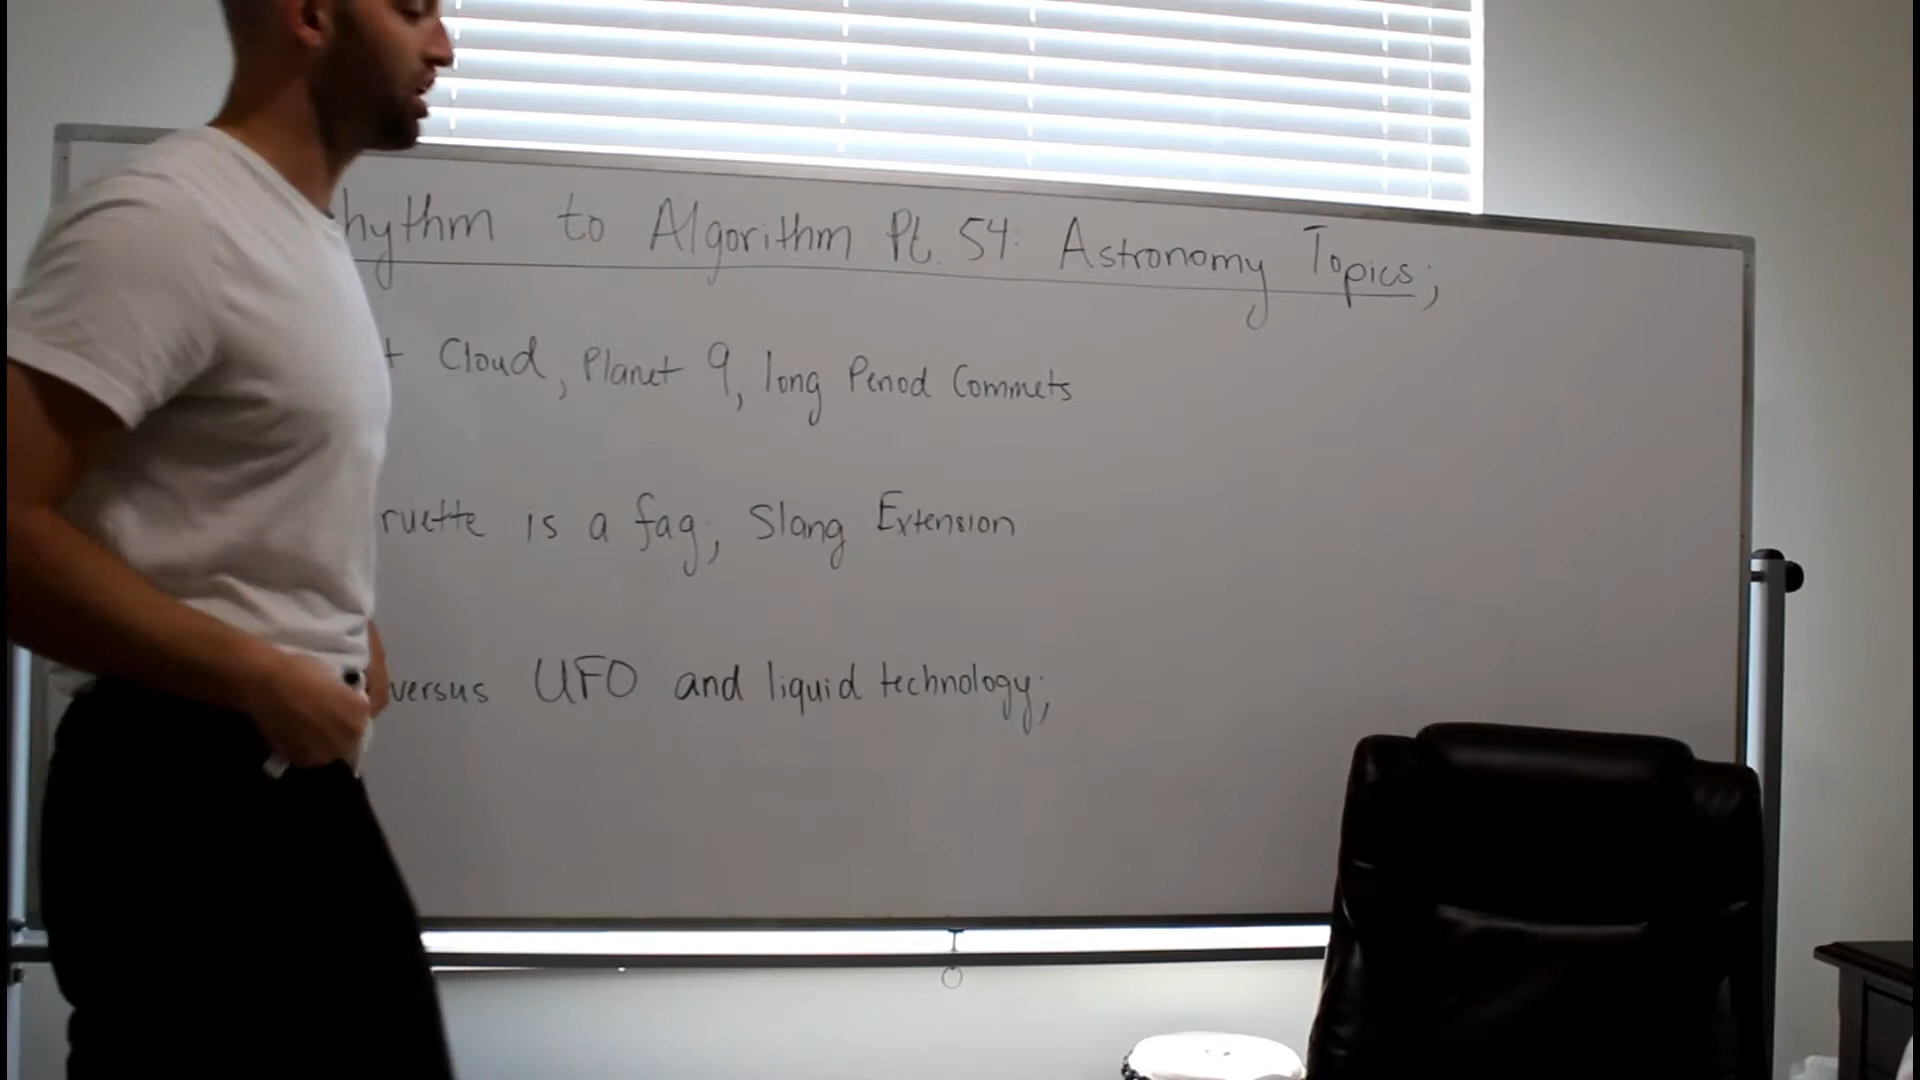 hythm to Algorithm Pt. 54: Astronomy Topics;
t Cloud, Planet 9, long Period Commets
ruette is a fag; Slang Extension
versus UFO and liquid technology;